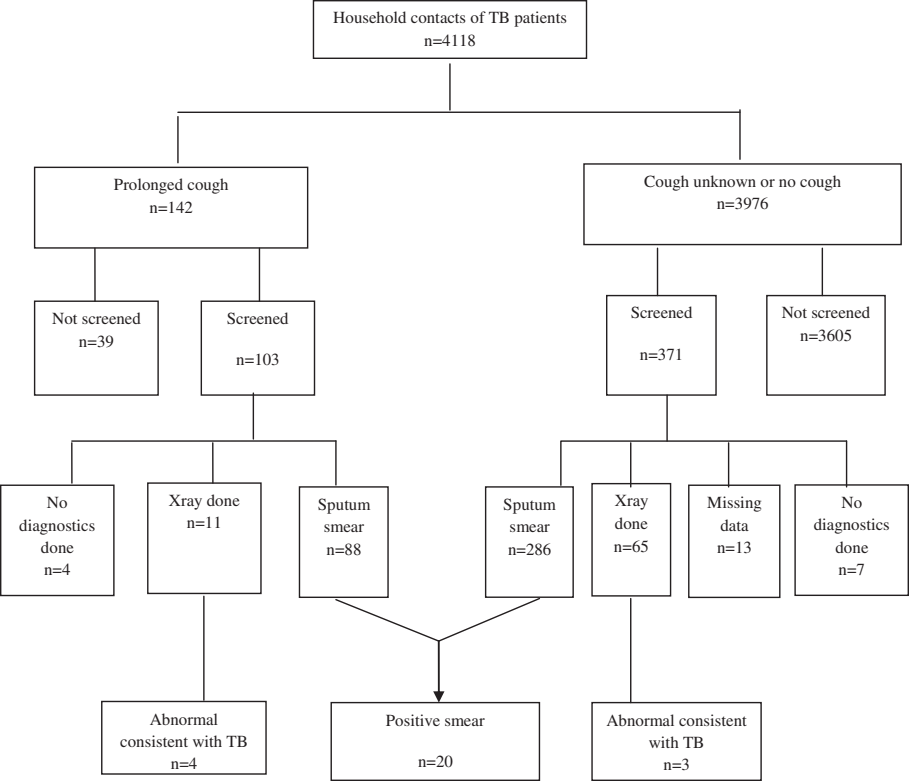 Household contacts of TB patients
n=4118
Prolonged cough
n=142
Cough unknown or no cough
n=3976
Not screened
n=39
Screened
n=103
Screened
n=371
Not screened
n=3605
No
diagnostics
done
n=4
Xray done
n=11
Sputum
smear
n=88
Sputum
smear
n=286
Xray
done
n=65
Missing
data
n=13
No
diagnostics
done
n=7
Abnormal
consistent with TB
n=4
Positive smear
n=20
Abnormal consistent
with TB
n=3